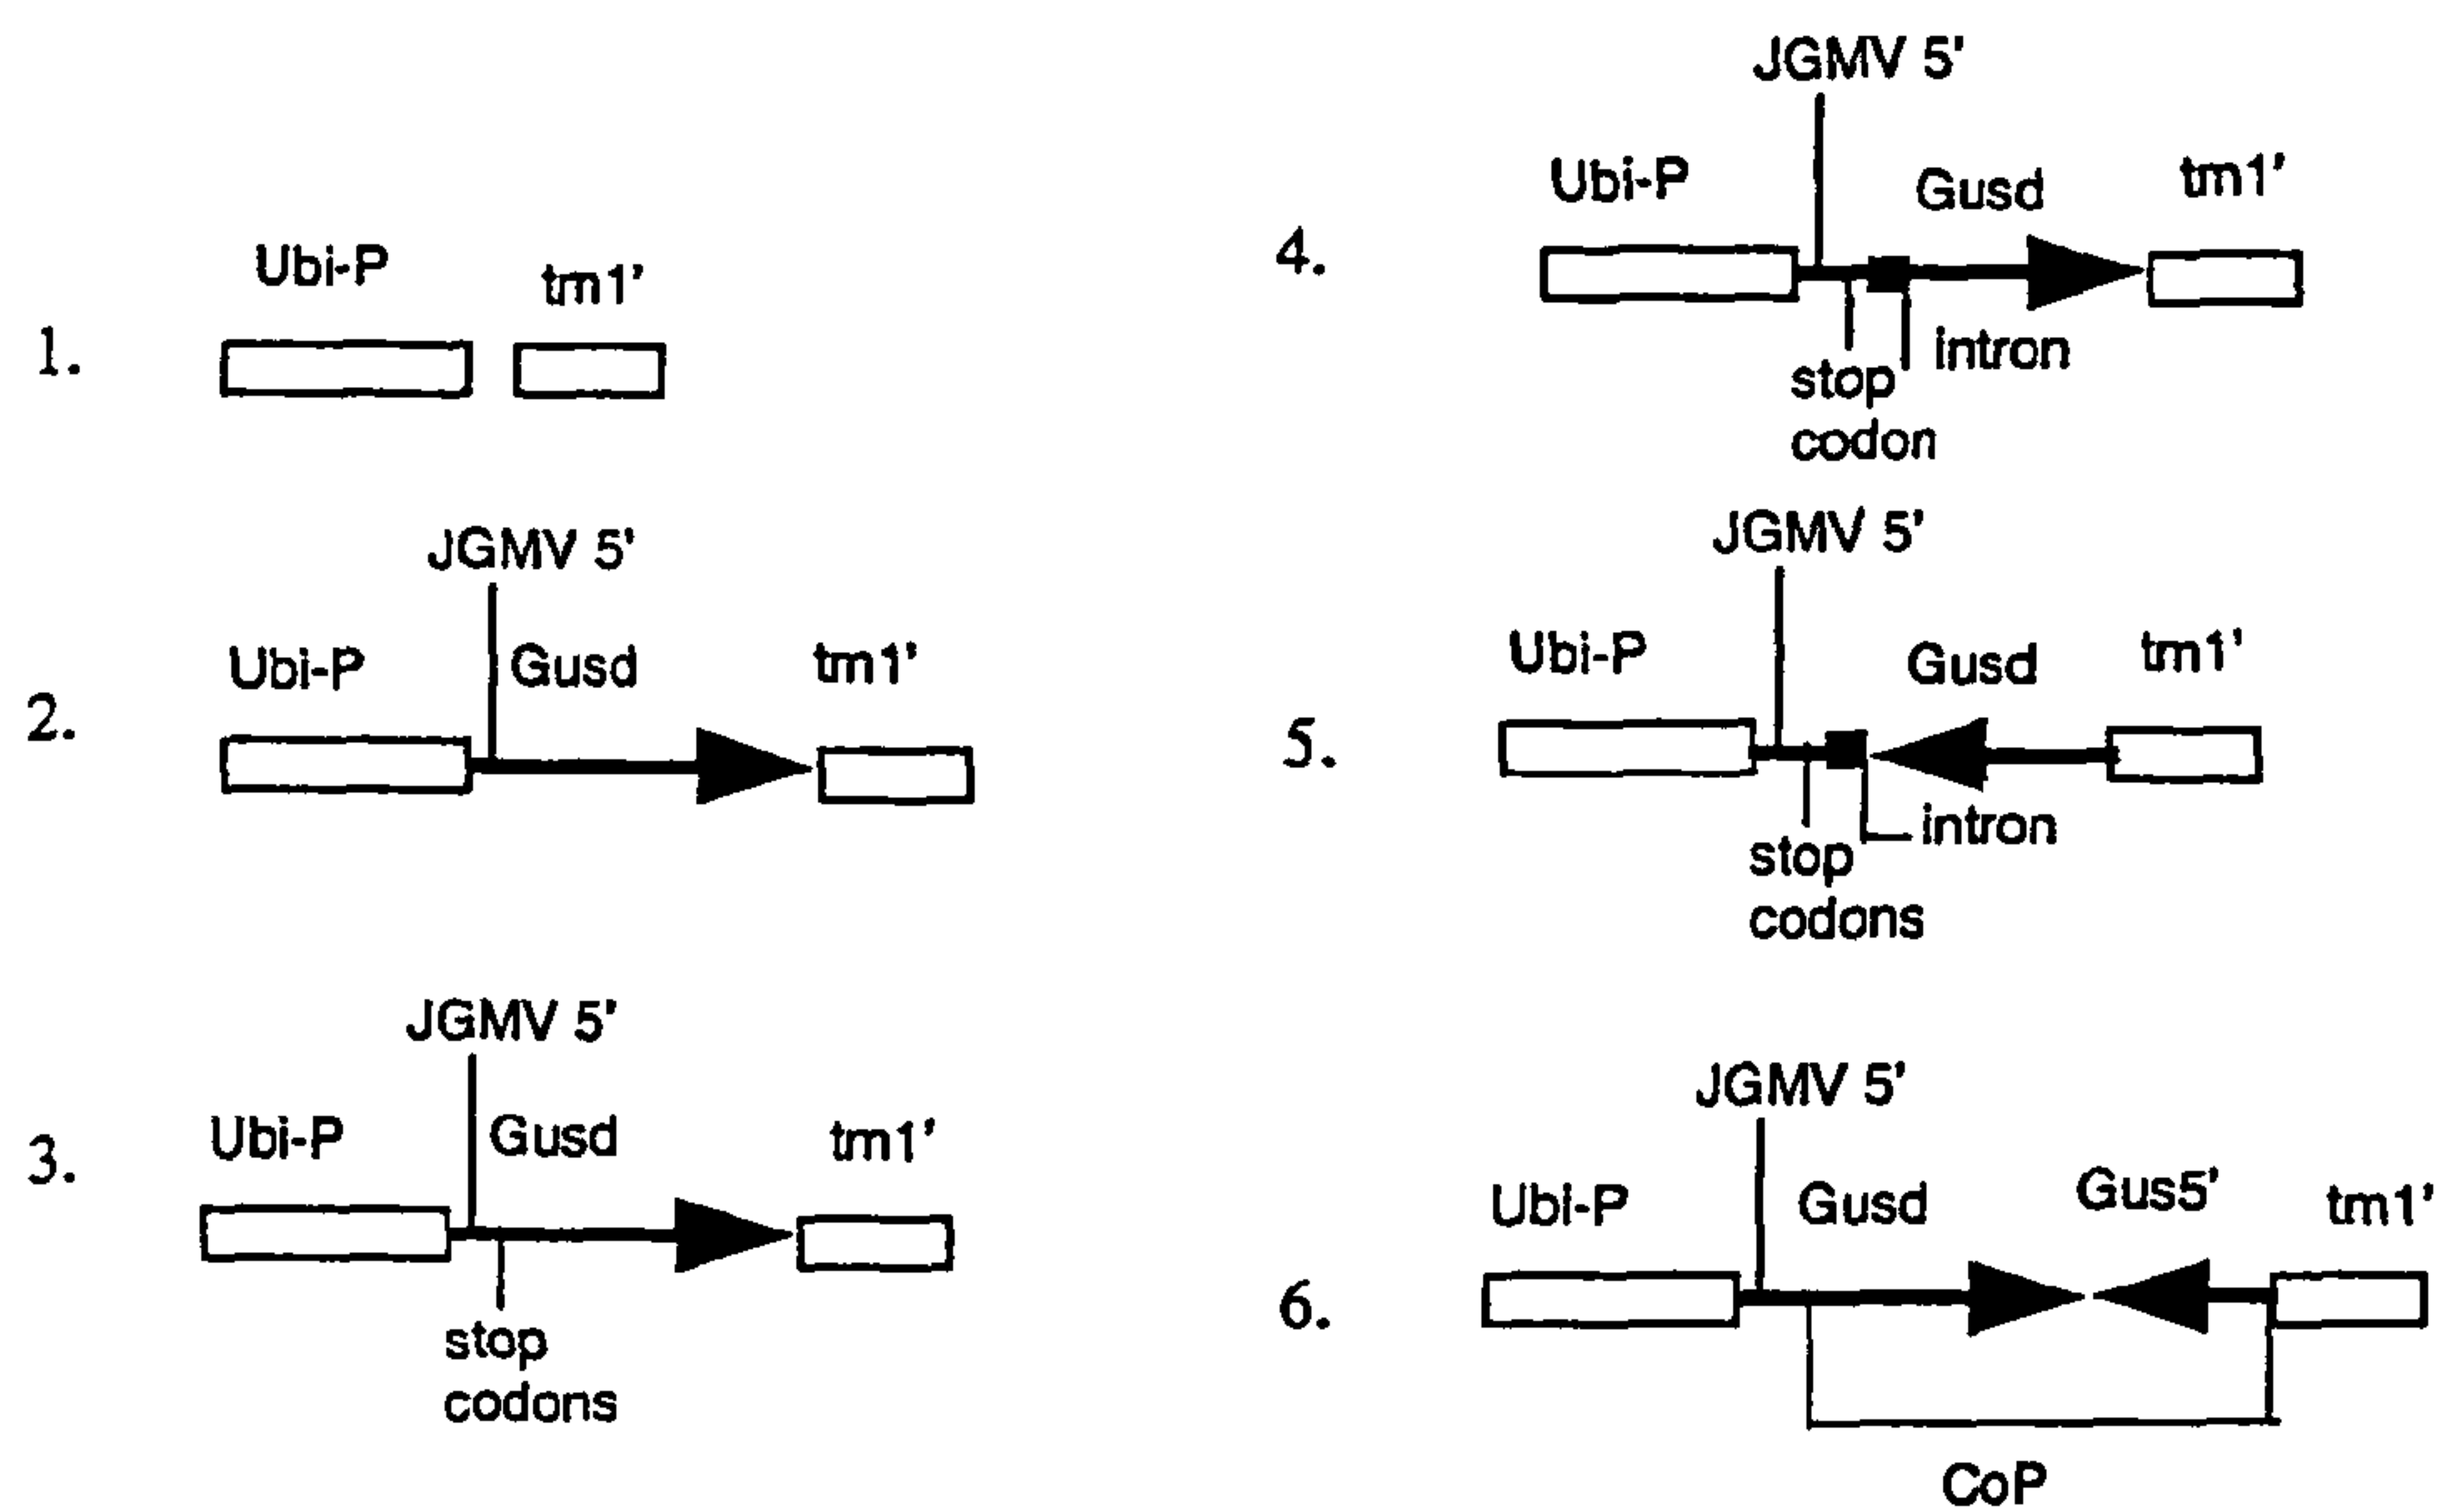 1.
Ubi-P
tm1’
2.
JGMV 5'
Ubi-P
Gusd
tm1’
3.
JGMV 5'
Ubi-P
Gusd
tm1’
stop
codons
4.
JGMV 5'
Ubi-P
Gusd
tm1’
stop
codon
intron
5.
JGMV 5'
Ubi-P
Gusd
tm1’
stop
codons
intron
6.
JGMV 5'
Ubi-P
Gusd
Gus5’
tm1’
CoP